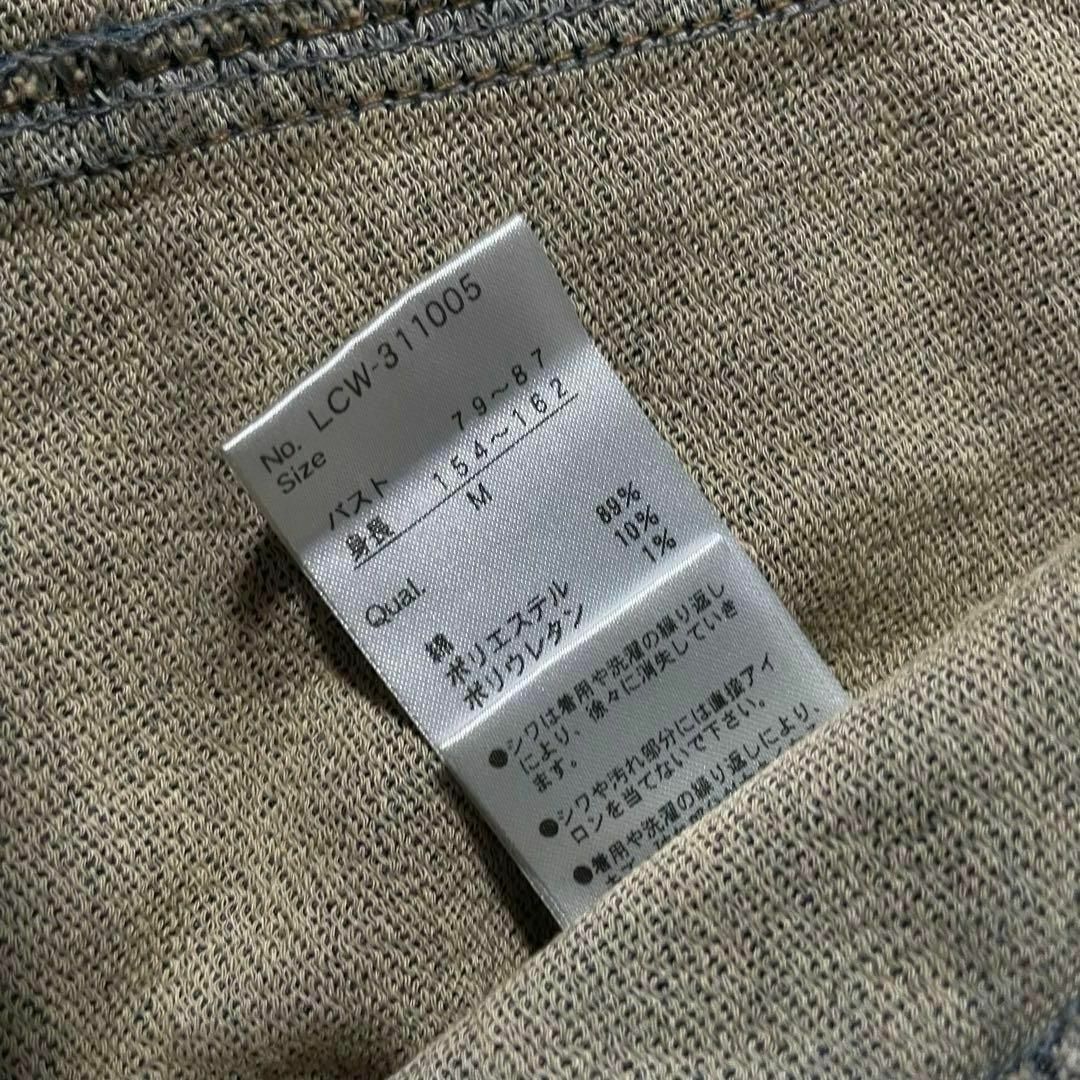 No. LCW-311005
Size
バスト 79～87
身長 154～162
M
Qual.
綿 89%
ポリエステル 10%
ポリウレタン 1%
●シワは着用や洗濯の繰り返し
により、徐々に消失していき
ます。
●シワや汚れ部分には直接アイ
ロンを当てないで下さい。
●着用や洗濯の繰り返しにより、